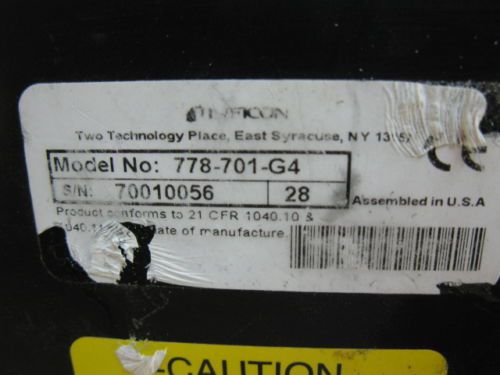 INFICON
Two Technology Place, East Syracuse, NY
Model No: 778-701-G4
S/N: 70010056 28
Assembled in U.S.A
Product conforms to 21 CFR 1040.10 &
date of manufacture.
CAUTION